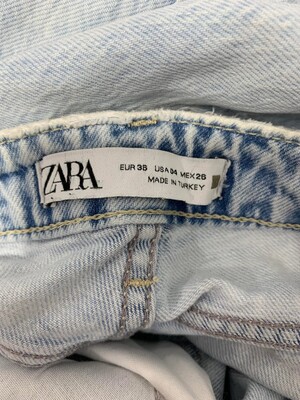 ZARA
EUR 36 USA 04 MEX 26
MADE IN TURKEY